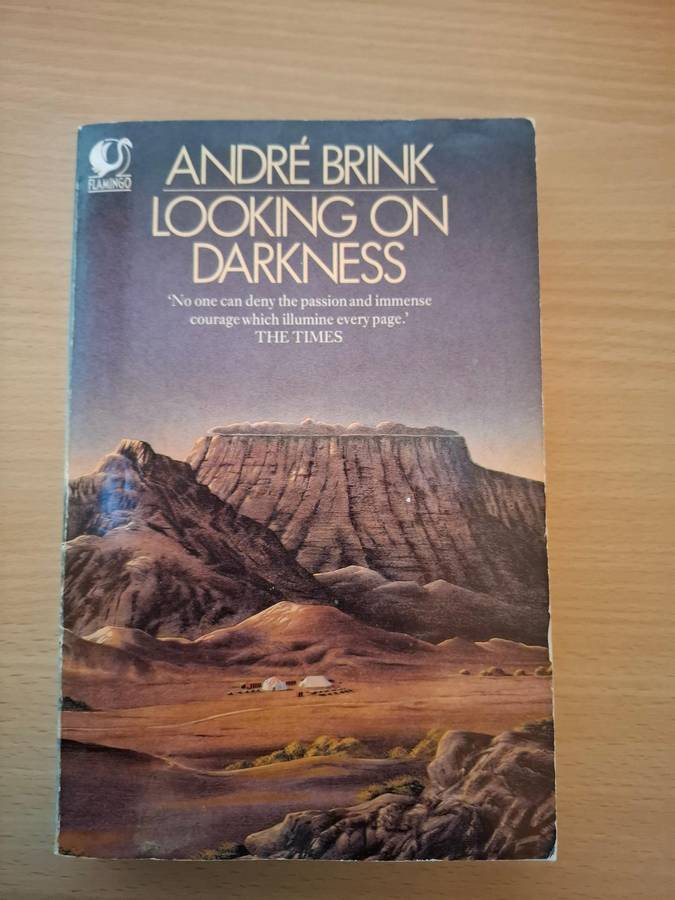 FLAMINGO
ANDRÉ BRINK
LOOKING ON
DARKNESS
'No one can deny the passion and immense
courage which illumine every page.'
THE TIMES